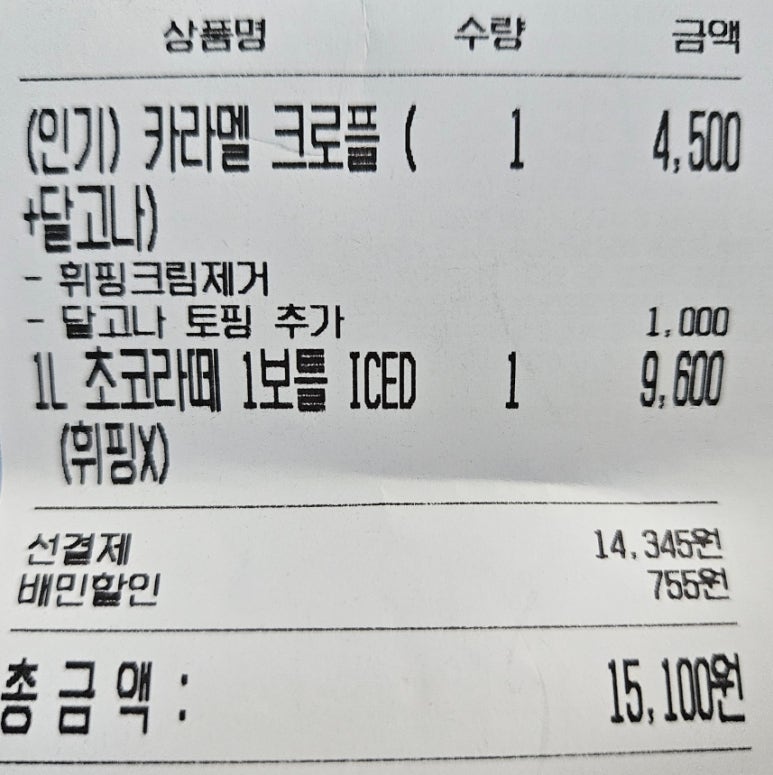 상품명 수량 금액
(인기) 카라멜 크로플 ( 1 4,500
+달고나)
- 휘핑크림제거
- 달고나 토핑 추가 1,000
1L 초코라떼 1보틀 ICED 1 9,600
(휘핑X)
선결제 14,345원
배민할인 755원
총 금 액 : 15,100원